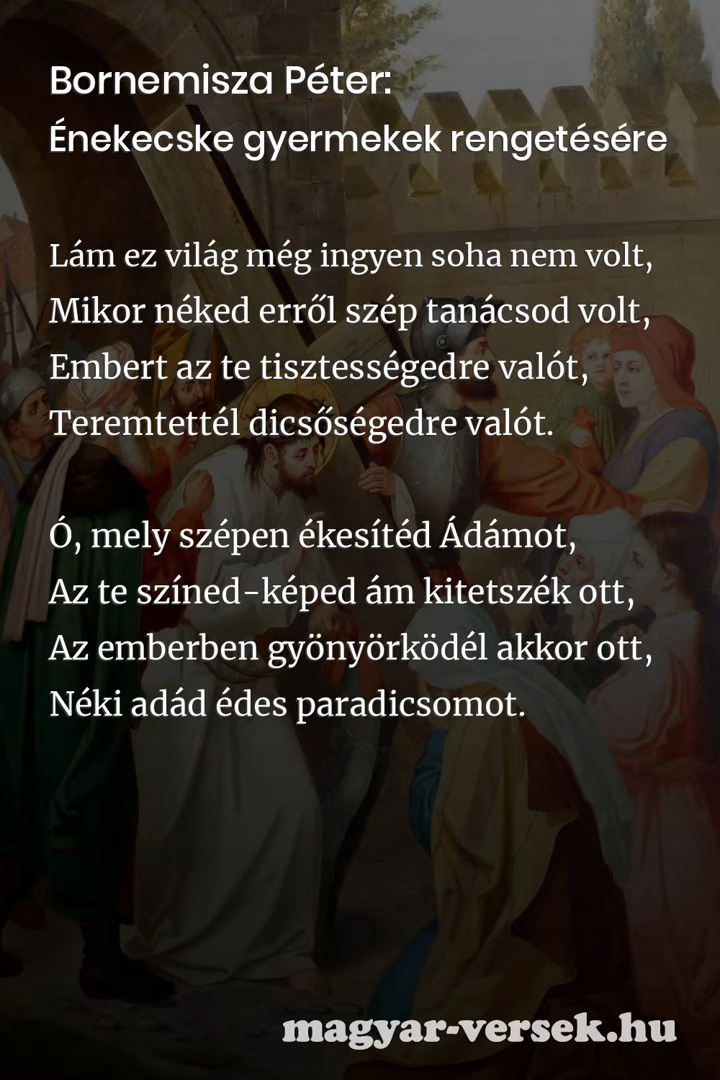 Bornemisza Péter:
Énekecske gyermekek rengetésére
Lám ez világ még ingyen soha nem volt,
Mikor néked erről szép tanácsod volt,
Embert az te tisztességedre valót,
Teremtettél dicsőségedre valót.
Ó, mely szépen ékesítéd Ádámot,
Az te színed-képed ám kitetszék ott,
Az emberben gyönyörködél akkor ott,
Néki adád édes paradicsomot.
magyar-versek.hu